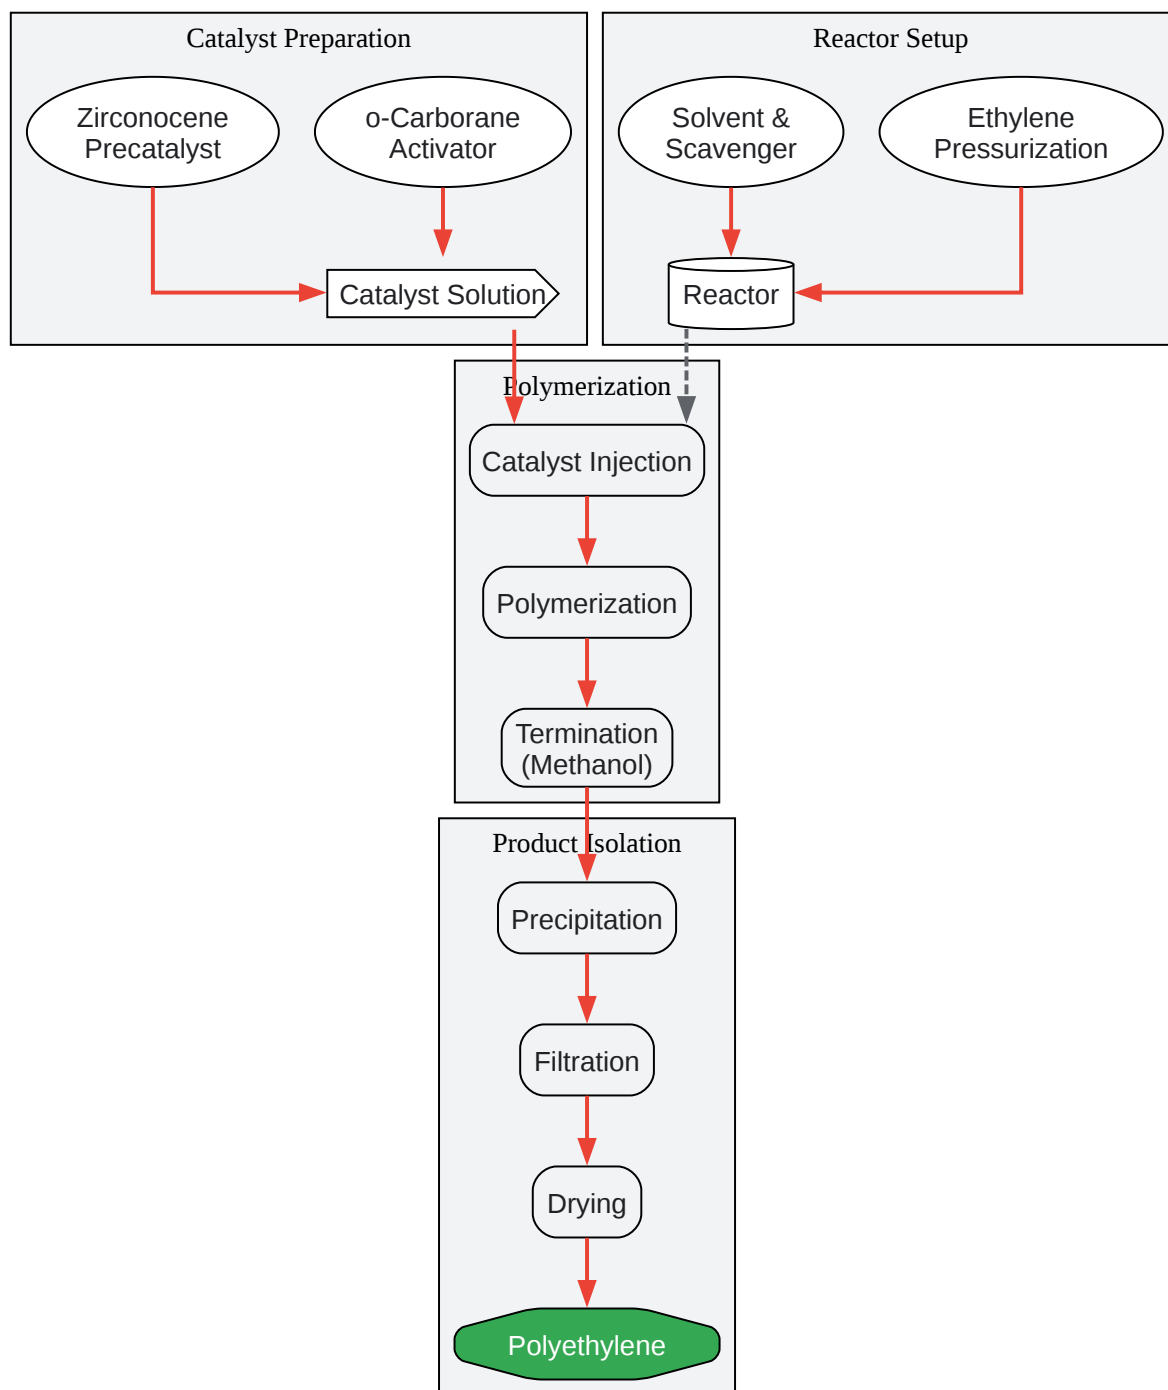 Catalyst Preparation
Zirconocene
Precatalyst
o-Carborane
Activator
Catalyst Solution
Reactor Setup
Solvent &
Scavenger
Ethylene
Pressurization
Reactor
Polymerization
Catalyst Injection
Polymerization
Termination
(Methanol)
Product Isolation
Precipitation
Filtration
Drying
Polyethylene